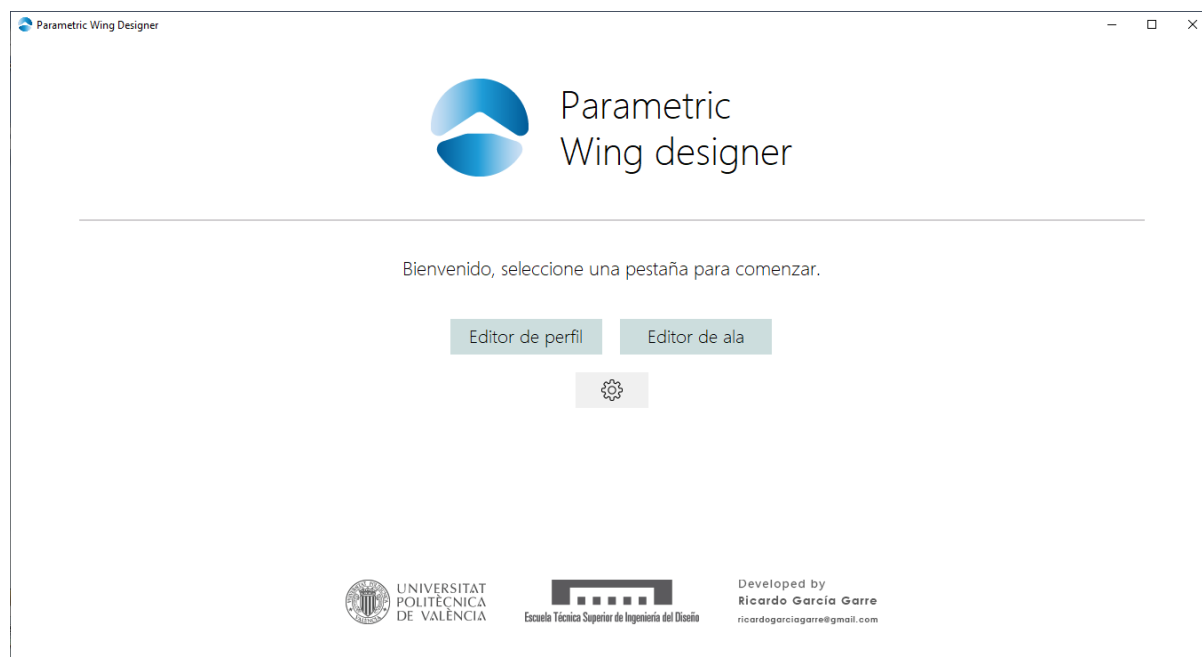 Parametric Wing Designer
Parametric
Wing designer
Bienvenido, seleccione una pestaña para comenzar.
Editor de perfil
Editor de ala
UNIVERSITAT
POLITÈCNICA
DE VALÈNCIA
Escuela Técnica Superior de Ingeniería del Diseño
Developed by
Ricardo García Garre
ricardogarciagarre@gmail.com